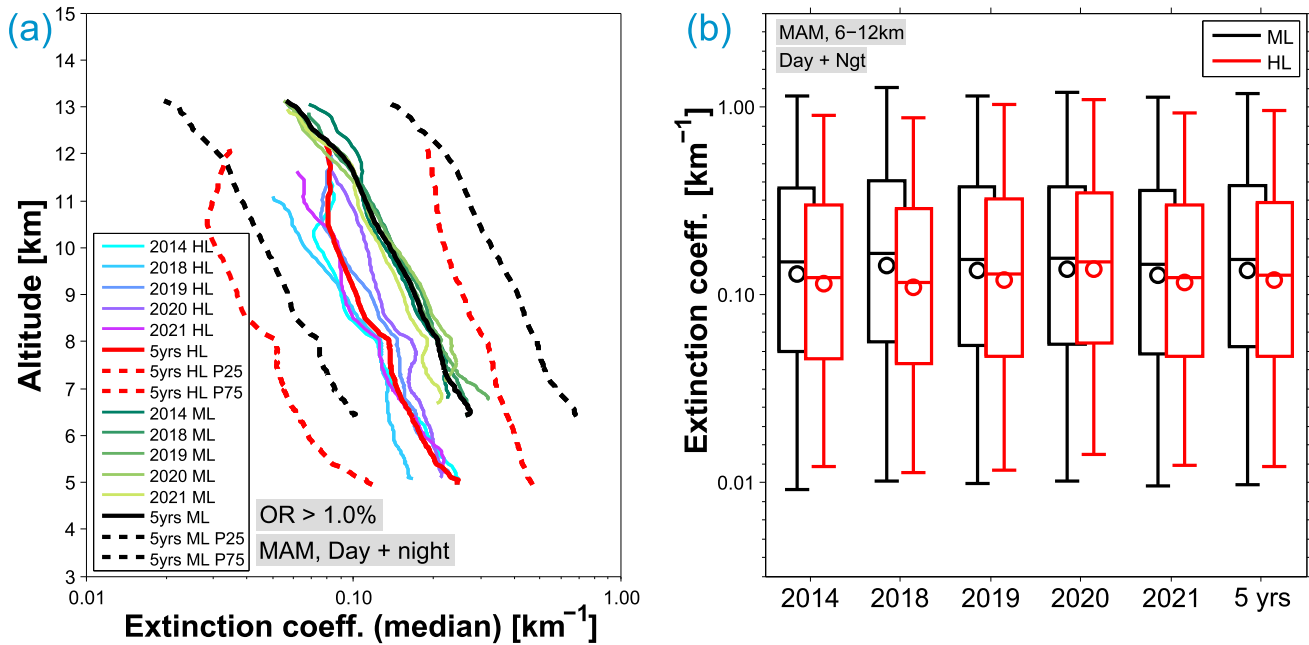 (a)
15
14
13
12
11
10
9
8
7
6
5
4
3
Altitude [km]
2014 HL
2018 HL
2019 HL
2020 HL
2021 HL
5yrs HL
5yrs HL P25
5yrs HL P75
2014 ML
2018 ML
2019 ML
2020 ML
2021 ML
5yrs ML
5yrs ML P25
5yrs ML P75
OR > 1.0%
MAM, Day + night
0.01
0.10
1.00
Extinction coeff. (median) [km⁻¹]
(b)
MAM, 6−12km
Day + Ngt
ML
HL
1.00
0.10
0.01
Extinction coeff. [km⁻¹]
2014
2018
2019
2020
2021
5 yrs